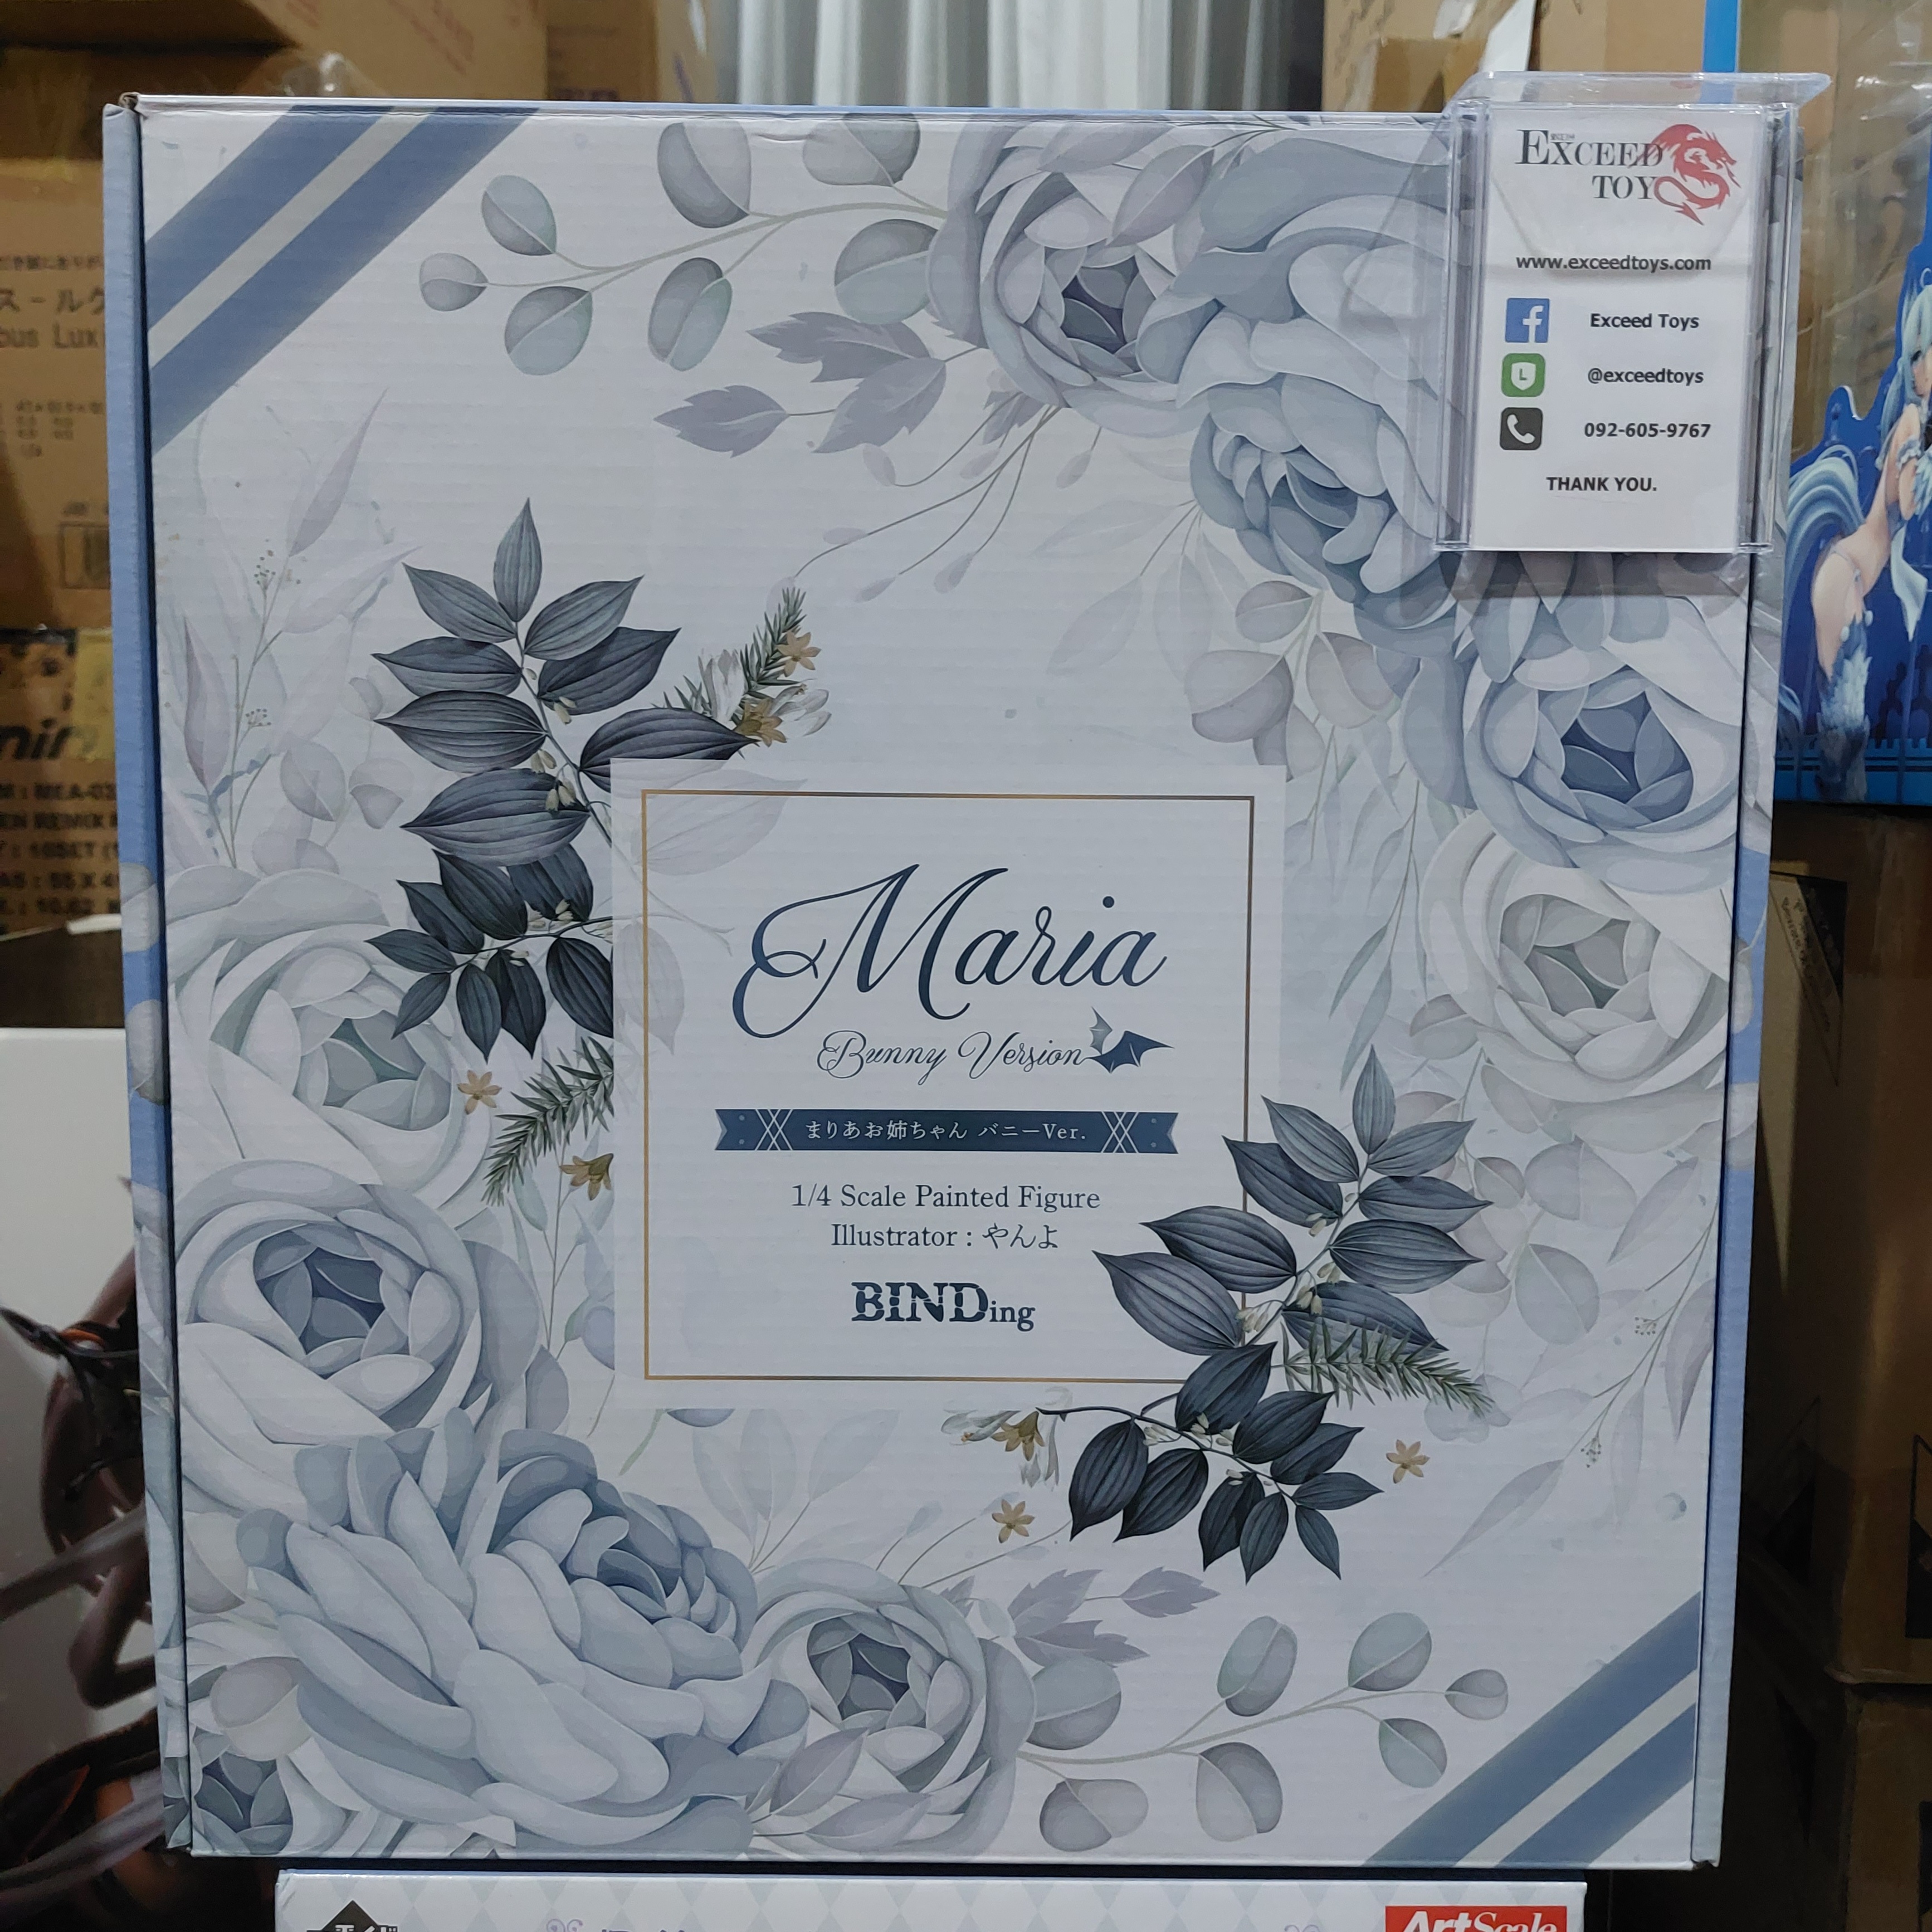 EXCEED
TOY
www.exceedtoys.com
Exceed Toys
@exceedtoys
092-605-9767
THANK YOU.
Maria
Bunny Version
まりあお姉ちゃん バニーVer.
1/4 Scale Painted Figure
Illustrator : やんよ
BINDing
ArtScale